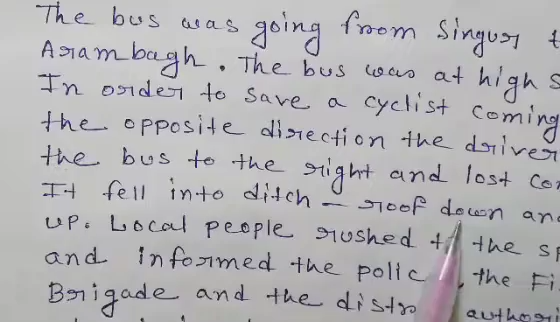 The bus was going from Singur
Arambagh. The bus was at high
In order to save a cyclist coming
the opposite direction the driver
the bus to the right and lost
It fell into ditch — roof down
up. Local people rushed to the
and informed the the
Brigade and the